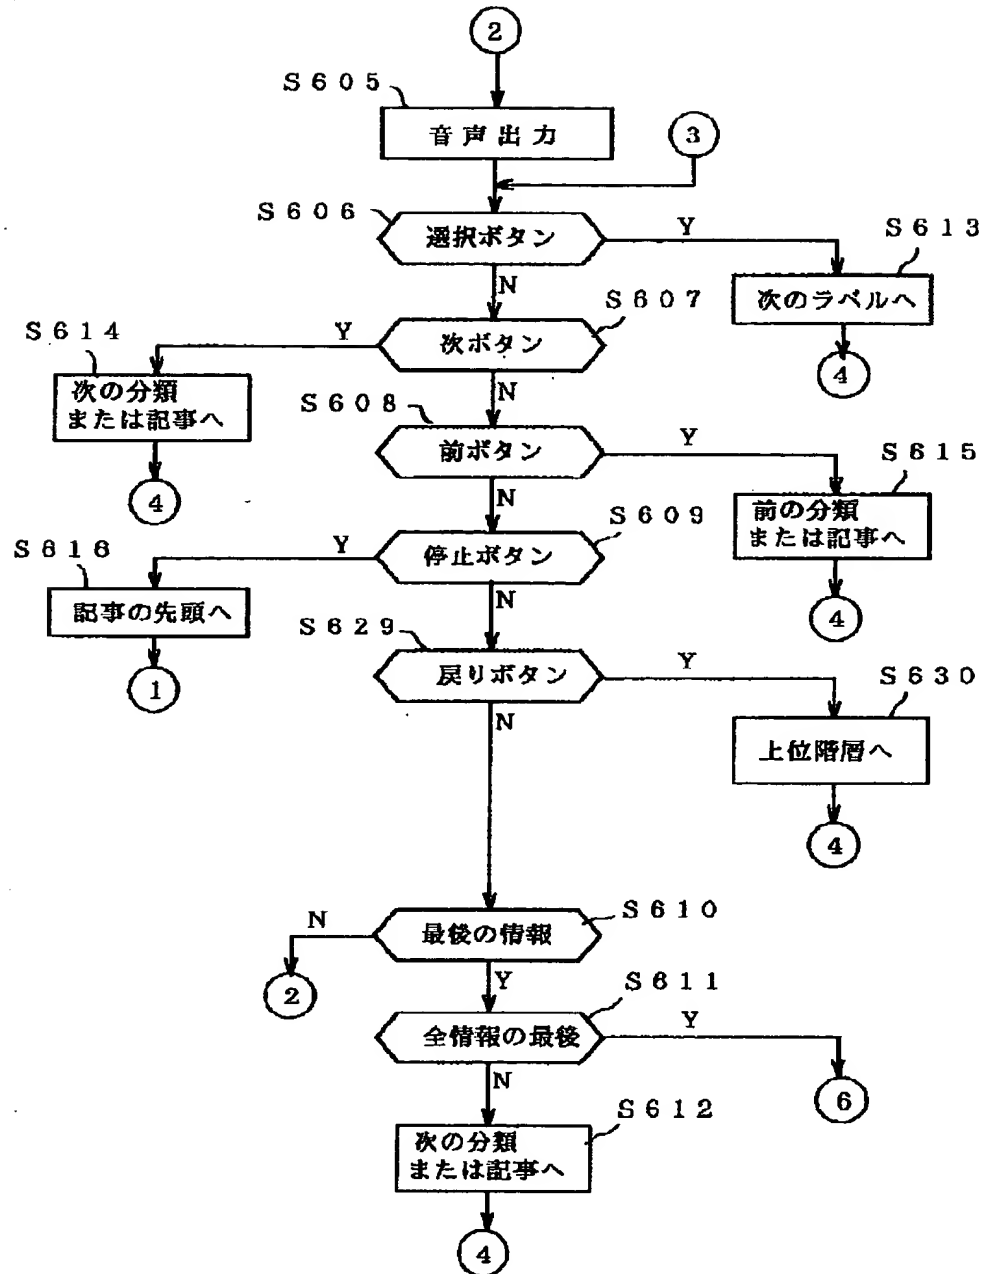 ②
S605
音声出力
③
S606
選択ボタン
Y
S613
次のラベルへ
④
N
S607
次ボタン
Y
S614
次の分類
または記事へ
④
N
S608
前ボタン
Y
S615
前の分類
または記事へ
④
N
S609
停止ボタン
Y
S616
記事の先頭へ
①
N
S629
戻りボタン
Y
S630
上位階層へ
④
N
S610
最後の情報
N
②
Y
S611
全情報の最後
Y
⑥
N
S612
次の分類
または記事へ
④